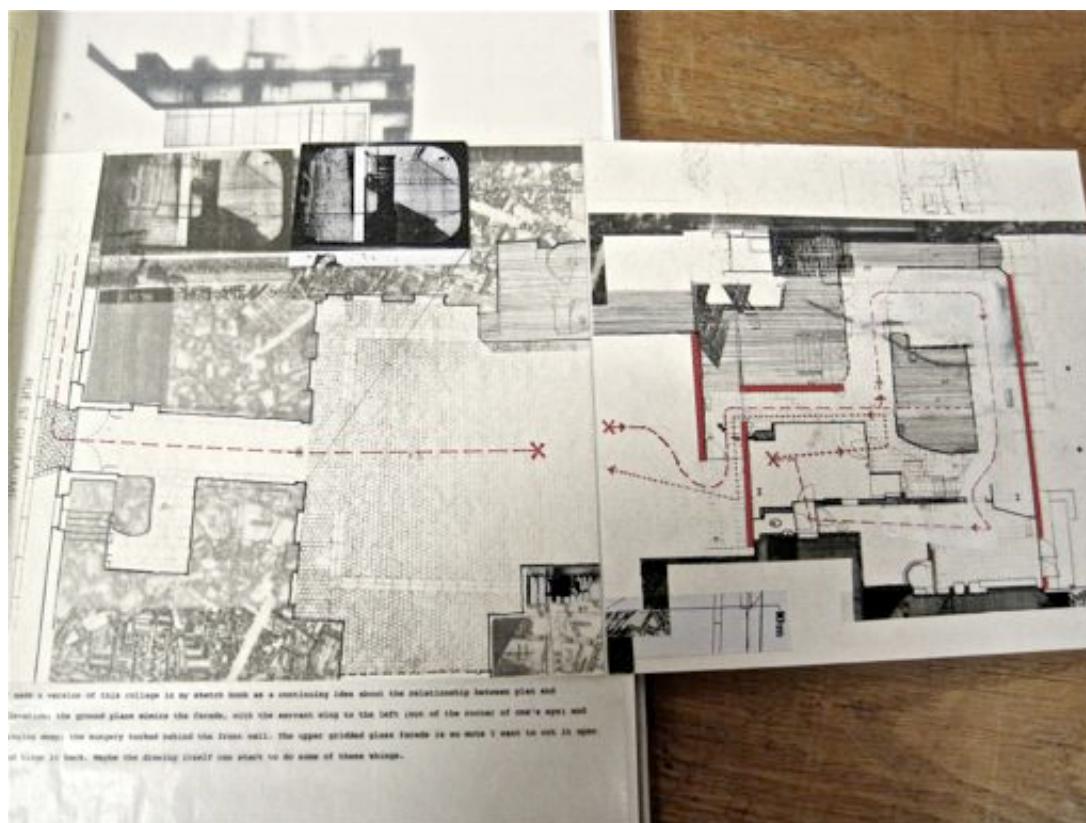 made a version of this collage in my sketch book as a continuing idea about the relationship between plan and
the ground plane mimics the facade, with the servant wing to the left (out of the corner of one's eye) and
the surgery tucked behind the front wall. The upper gridded glass facade is so mute I want to cut it open
hinge it back. Maybe the drawing itself can start to do some of these things.